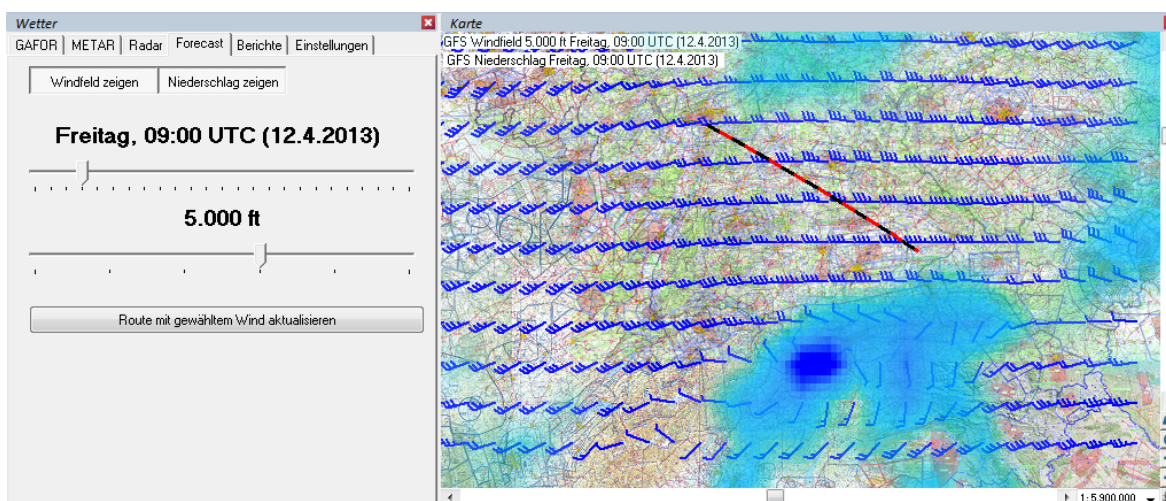 Wetter
GAFOR METAR Radar Forecast Berichte Einstellungen
Windfeld zeigen Niederschlag zeigen
Freitag, 09:00 UTC (12.4.2013)
5.000 ft
Route mit gewähltem Wind aktualisieren
Karte
GFS Windfield 5.000 ft Freitag, 09:00 UTC (12.4.2013)
GFS Niederschlag Freitag, 09:00 UTC (12.4.2013)
1: 5.900.000